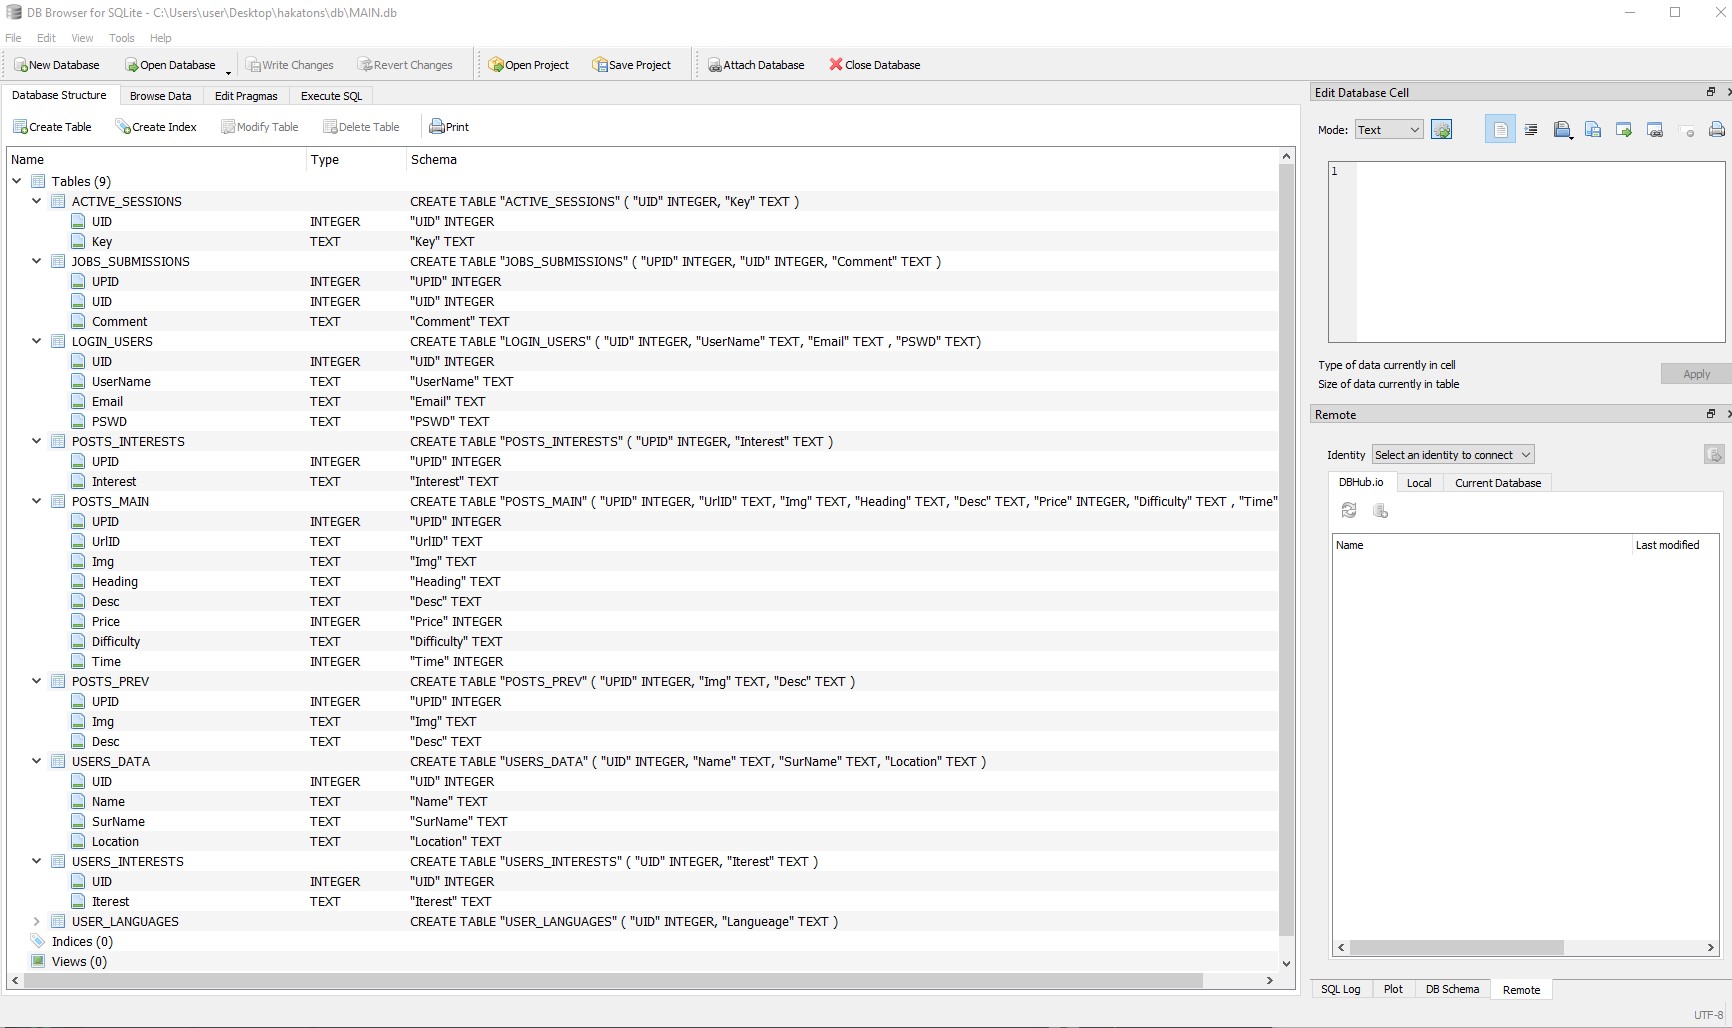 DB Browser for SQLite - C:\Users\user\Desktop\hakatons\db\MAIN.db
File Edit View Tools Help
New Database Open Database Write Changes Revert Changes Open Project Save Project Attach Database Close Database
Database Structure Browse Data Edit Pragmas Execute SQL
Create Table Create Index Modify Table Delete Table Print
Name Type Schema
Tables (9)
ACTIVE_SESSIONS CREATE TABLE "ACTIVE_SESSIONS" ( "UID" INTEGER, "Key" TEXT )
UID INTEGER "UID" INTEGER
Key TEXT "Key" TEXT
JOBS_SUBMISSIONS CREATE TABLE "JOBS_SUBMISSIONS" ( "UPID" INTEGER, "UID" INTEGER, "Comment" TEXT )
UPID INTEGER "UPID" INTEGER
UID INTEGER "UID" INTEGER
Comment TEXT "Comment" TEXT
LOGIN_USERS CREATE TABLE "LOGIN_USERS" ( "UID" INTEGER, "UserName" TEXT, "Email" TEXT , "PSWD" TEXT)
UID INTEGER "UID" INTEGER
UserName TEXT "UserName" TEXT
Email TEXT "Email" TEXT
PSWD TEXT "PSWD" TEXT
POSTS_INTERESTS CREATE TABLE "POSTS_INTERESTS" ( "UPID" INTEGER, "Interest" TEXT )
UPID INTEGER "UPID" INTEGER
Interest TEXT "Interest" TEXT
POSTS_MAIN CREATE TABLE "POSTS_MAIN" ( "UPID" INTEGER, "UrlID" TEXT, "Img" TEXT, "Heading" TEXT, "Desc" TEXT, "Price" INTEGER, "Difficulty" TEXT , "Time"
UPID INTEGER "UPID" INTEGER
UrlID TEXT "UrlID" TEXT
Img TEXT "Img" TEXT
Heading TEXT "Heading" TEXT
Desc TEXT "Desc" TEXT
Price INTEGER "Price" INTEGER
Difficulty TEXT "Difficulty" TEXT
Time INTEGER "Time" INTEGER
POSTS_PREV CREATE TABLE "POSTS_PREV" ( "UPID" INTEGER, "Img" TEXT, "Desc" TEXT )
UPID INTEGER "UPID" INTEGER
Img TEXT "Img" TEXT
Desc TEXT "Desc" TEXT
USERS_DATA CREATE TABLE "USERS_DATA" ( "UID" INTEGER, "Name" TEXT, "SurName" TEXT, "Location" TEXT )
UID INTEGER "UID" INTEGER
Name TEXT "Name" TEXT
SurName TEXT "SurName" TEXT
Location TEXT "Location" TEXT
USERS_INTERESTS CREATE TABLE "USERS_INTERESTS" ( "UID" INTEGER, "Iterest" TEXT )
UID INTEGER "UID" INTEGER
Iterest TEXT "Iterest" TEXT
USER_LANGUAGES CREATE TABLE "USER_LANGUAGES" ( "UID" INTEGER, "Langueage" TEXT )
Indices (0)
Views (0)
Edit Database Cell
Mode: Text
1
Type of data currently in cell
Size of data currently in table
Apply
Remote
Identity Select an identity to connect
DBHub.io Local Current Database
Name Last modified
SQL Log Plot DB Schema Remote
UTF-8